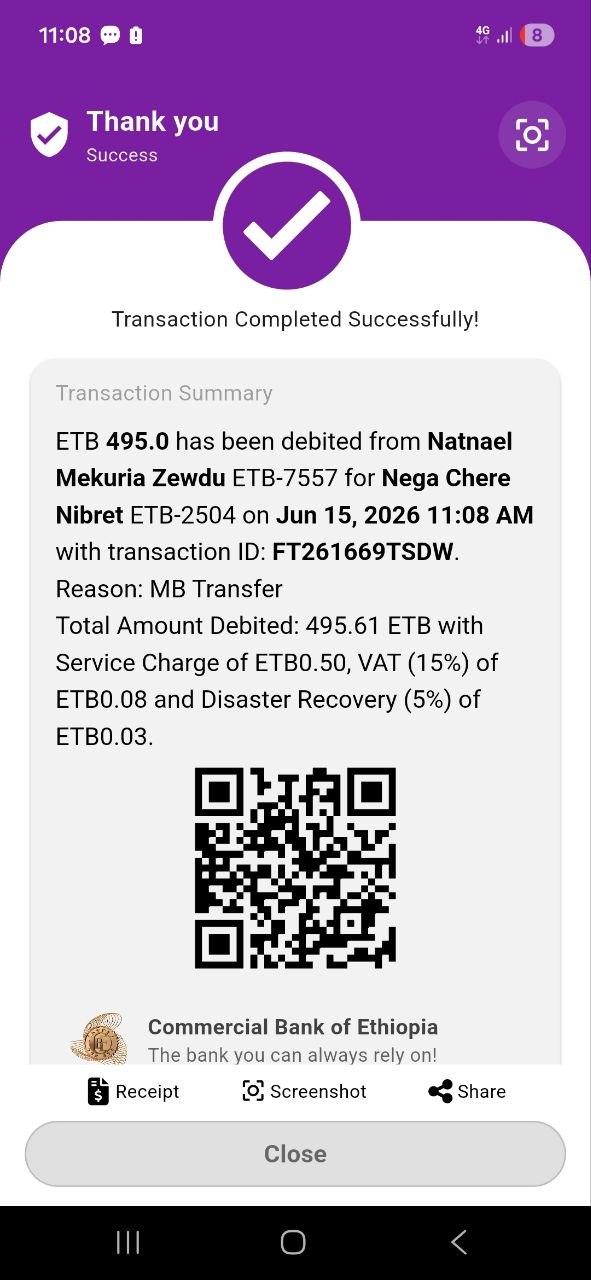 11:08
4G
8
Thank you
Success
Transaction Completed Successfully!
Transaction Summary
ETB 495.0 has been debited from Natnael
Mekuria Zewdu ETB-7557 for Nega Chere
Nibret ETB-2504 on Jun 15, 2026 11:08 AM
with transaction ID: FT261669TSDW.
Reason: MB Transfer
Total Amount Debited: 495.61 ETB with
Service Charge of ETB0.50, VAT (15%) of
ETB0.08 and Disaster Recovery (5%) of
ETB0.03.
Commercial Bank of Ethiopia
The bank you can always rely on!
Receipt
Screenshot
Share
Close